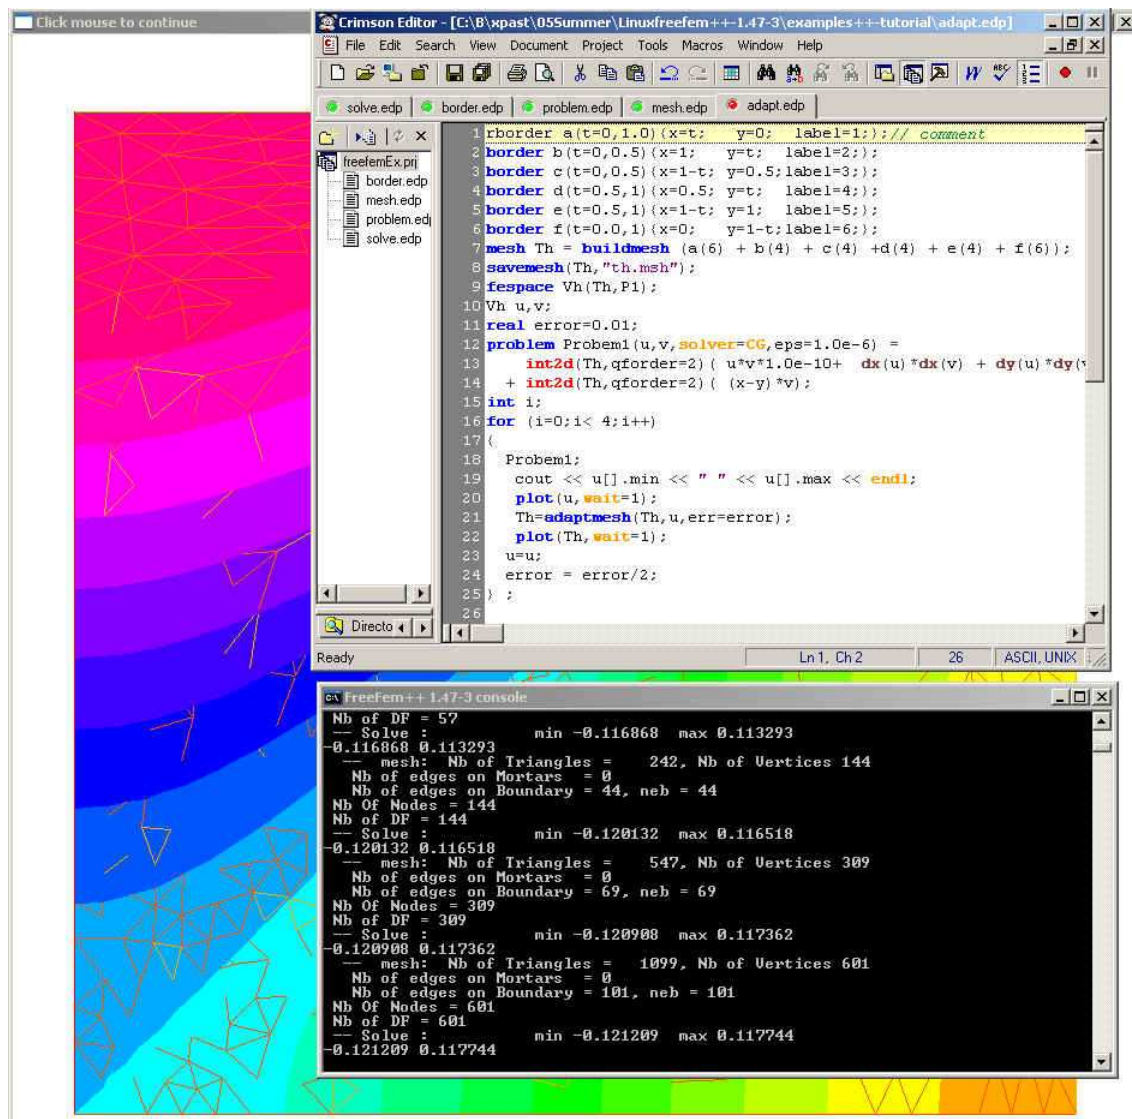 Click mouse to continue
Crimson Editor - [C:\B\xpast\05Summer\Linuxfreefem++-1.47-3\examples++-tutorial\adapt.edp]
File Edit Search View Document Project Tools Macros Window Help
solve.edp border.edp problem.edp mesh.edp adapt.edp
freefemEx.prj
border.edp
mesh.edp
problem.edp
solve.edp
Directo
1 rborder a(t=0,1.0){x=t; y=0; label=1;};// comment
2 border b(t=0,0.5){x=1; y=t; label=2;};
3 border c(t=0,0.5){x=1-t; y=0.5;label=3;};
4 border d(t=0.5,1){x=0.5; y=t; label=4;};
5 border e(t=0.5,1){x=1-t; y=1; label=5;};
6 border f(t=0.0,1){x=0; y=1-t;label=6;};
7 mesh Th = buildmesh (a(6) + b(4) + c(4) +d(4) + e(4) + f(6));
8 savemesh(Th,"th.msh");
9 fespace Vh(Th,P1);
10 Vh u,v;
11 real error=0.01;
12 problem Probem1(u,v,solver=CG,eps=1.0e-6) =
13 int2d(Th,qforder=2)( u*v*1.0e-10+ dx(u)*dx(v) + dy(u)*dy(v
14 + int2d(Th,qforder=2)( (x-y)*v);
15 int i;
16 for (i=0;i< 4;i++)
17 {
18 Probem1;
19 cout << u[].min << " " << u[].max << endl;
20 plot(u,wait=1);
21 Th=adaptmesh(Th,u,err=error);
22 plot(Th,wait=1);
23 u=u;
24 error = error/2;
25 } ;
26
Ready Ln 1, Ch 2 26 ASCII, UNIX
FreeFem++ 1.47-3 console
Nb of DF = 57
-- Solve : min -0.116868 max 0.113293
-0.116868 0.113293
-- mesh: Nb of Triangles = 242, Nb of Vertices 144
Nb of edges on Mortars = 0
Nb of edges on Boundary = 44, neb = 44
Nb Of Nodes = 144
Nb of DF = 144
-- Solve : min -0.120132 max 0.116518
-0.120132 0.116518
-- mesh: Nb of Triangles = 547, Nb of Vertices 309
Nb of edges on Mortars = 0
Nb of edges on Boundary = 69, neb = 69
Nb Of Nodes = 309
Nb of DF = 309
-- Solve : min -0.120908 max 0.117362
-0.120908 0.117362
-- mesh: Nb of Triangles = 1099, Nb of Vertices 601
Nb of edges on Mortars = 0
Nb of edges on Boundary = 101, neb = 101
Nb Of Nodes = 601
Nb of DF = 601
-- Solve : min -0.121209 max 0.117744
-0.121209 0.117744